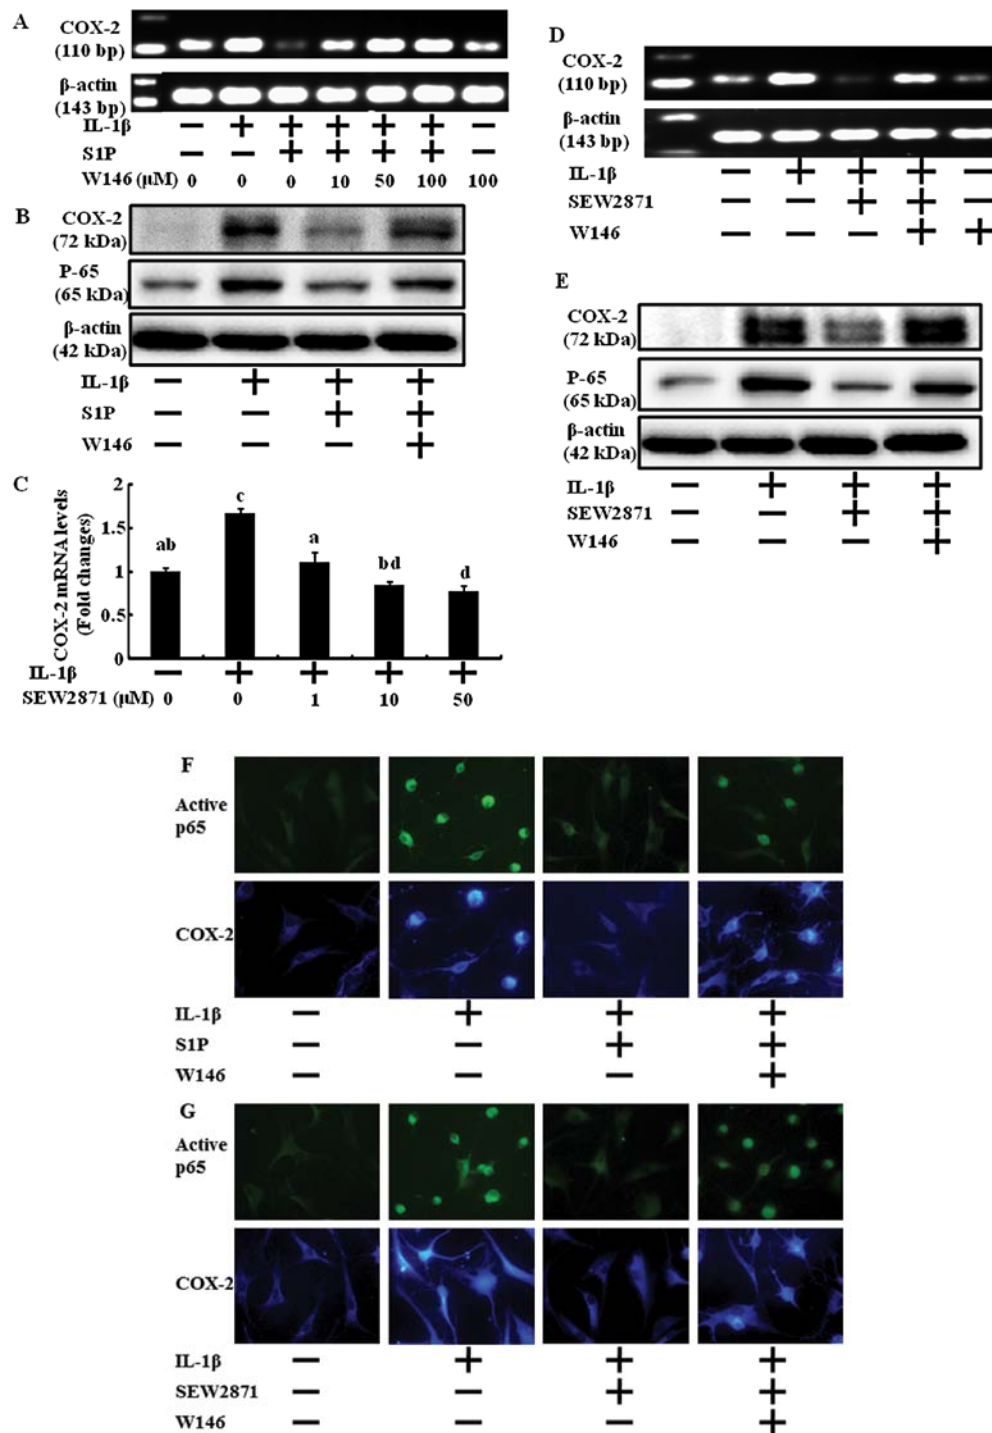 A
COX-2
(110 bp)
β-actin
(143 bp)
IL-1β − + + + + + −
S1P − − + + + + −
W146 (μM) 0 0 0 10 50 100 100
B
COX-2
(72 kDa)
P-65
(65 kDa)
β-actin
(42 kDa)
IL-1β − + + +
S1P − − + +
W146 − − − +
C
COX-2 mRNA levels
(Fold changes)
2
1.5
1
0.5
0
ab c a bd d
IL-1β − + + + +
SEW2871 (μM) 0 0 1 10 50
D
COX-2
(110 bp)
β-actin
(143 bp)
IL-1β − + + + −
SEW2871 − − + + −
W146 − − − + +
E
COX-2
(72 kDa)
P-65
(65 kDa)
β-actin
(42 kDa)
IL-1β − + + +
SEW2871 − − + +
W146 − − − +
F
Active
p65
COX-2
IL-1β − + + +
S1P − − + +
W146 − − − +
G
Active
p65
COX-2
IL-1β − + + +
SEW2871 − − + +
W146 − − − +